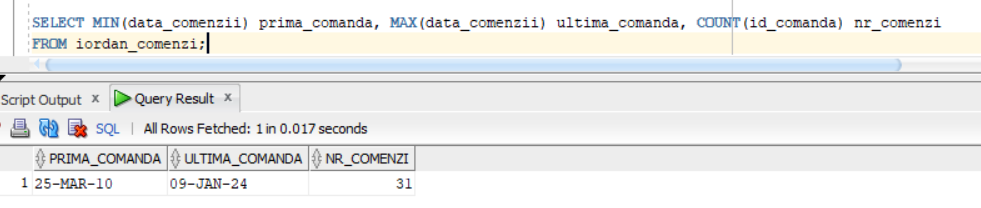 SELECT MIN(data_comenzii) prima_comanda, MAX(data_comenzii) ultima_comanda, COUNT(id_comanda) nr_comenzi
FROM iordan_comenzi;
Script Output x Query Result x
SQL | All Rows Fetched: 1 in 0.017 seconds
PRIMA_COMANDA ULTIMA_COMANDA NR_COMENZI
1 25-MAR-10 09-JAN-24 31